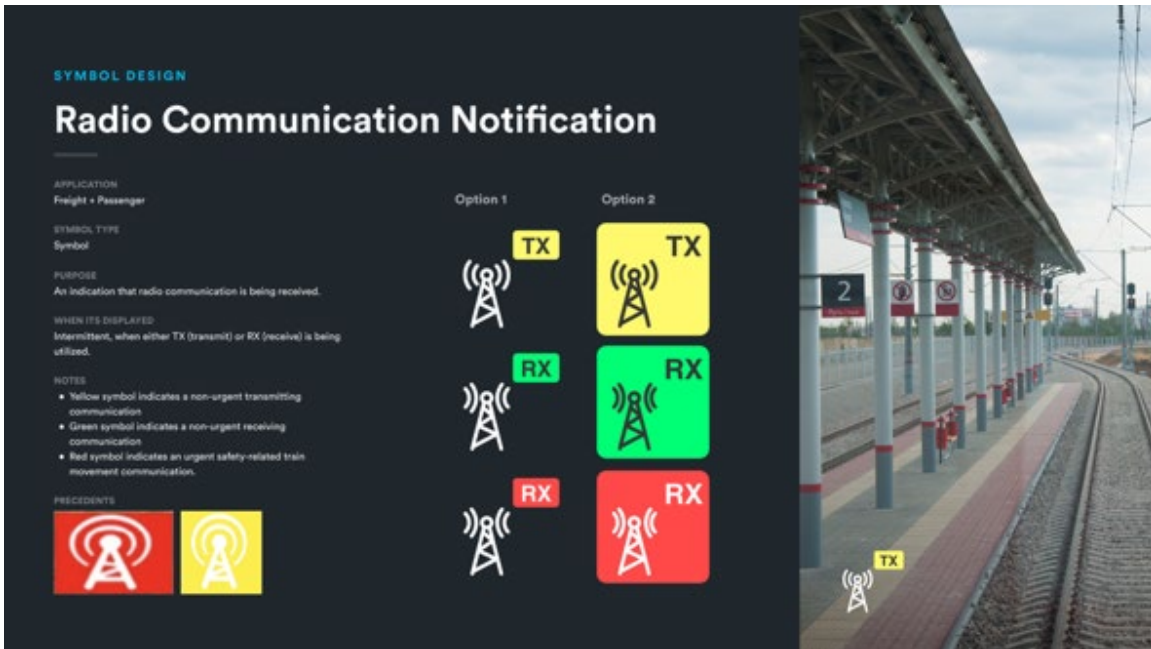 SYMBOL DESIGN
Radio Communication Notification
APPLICATION
Freight + Passenger
SYMBOL TYPE
Symbol
PURPOSE
An indication that radio communication is being received.
WHEN ITS DISPLAYED
Intermittent, when either TX (transmit) or RX (receive) is being
utilized.
NOTES
• Yellow symbol indicates a non-urgent transmitting
communication
• Green symbol indicates a non-urgent receiving
communication
• Red symbol indicates an urgent safety-related train
movement communication.
PRECEDENTS
Option 1
Option 2
TX
TX
RX
RX
RX
RX
2
TX